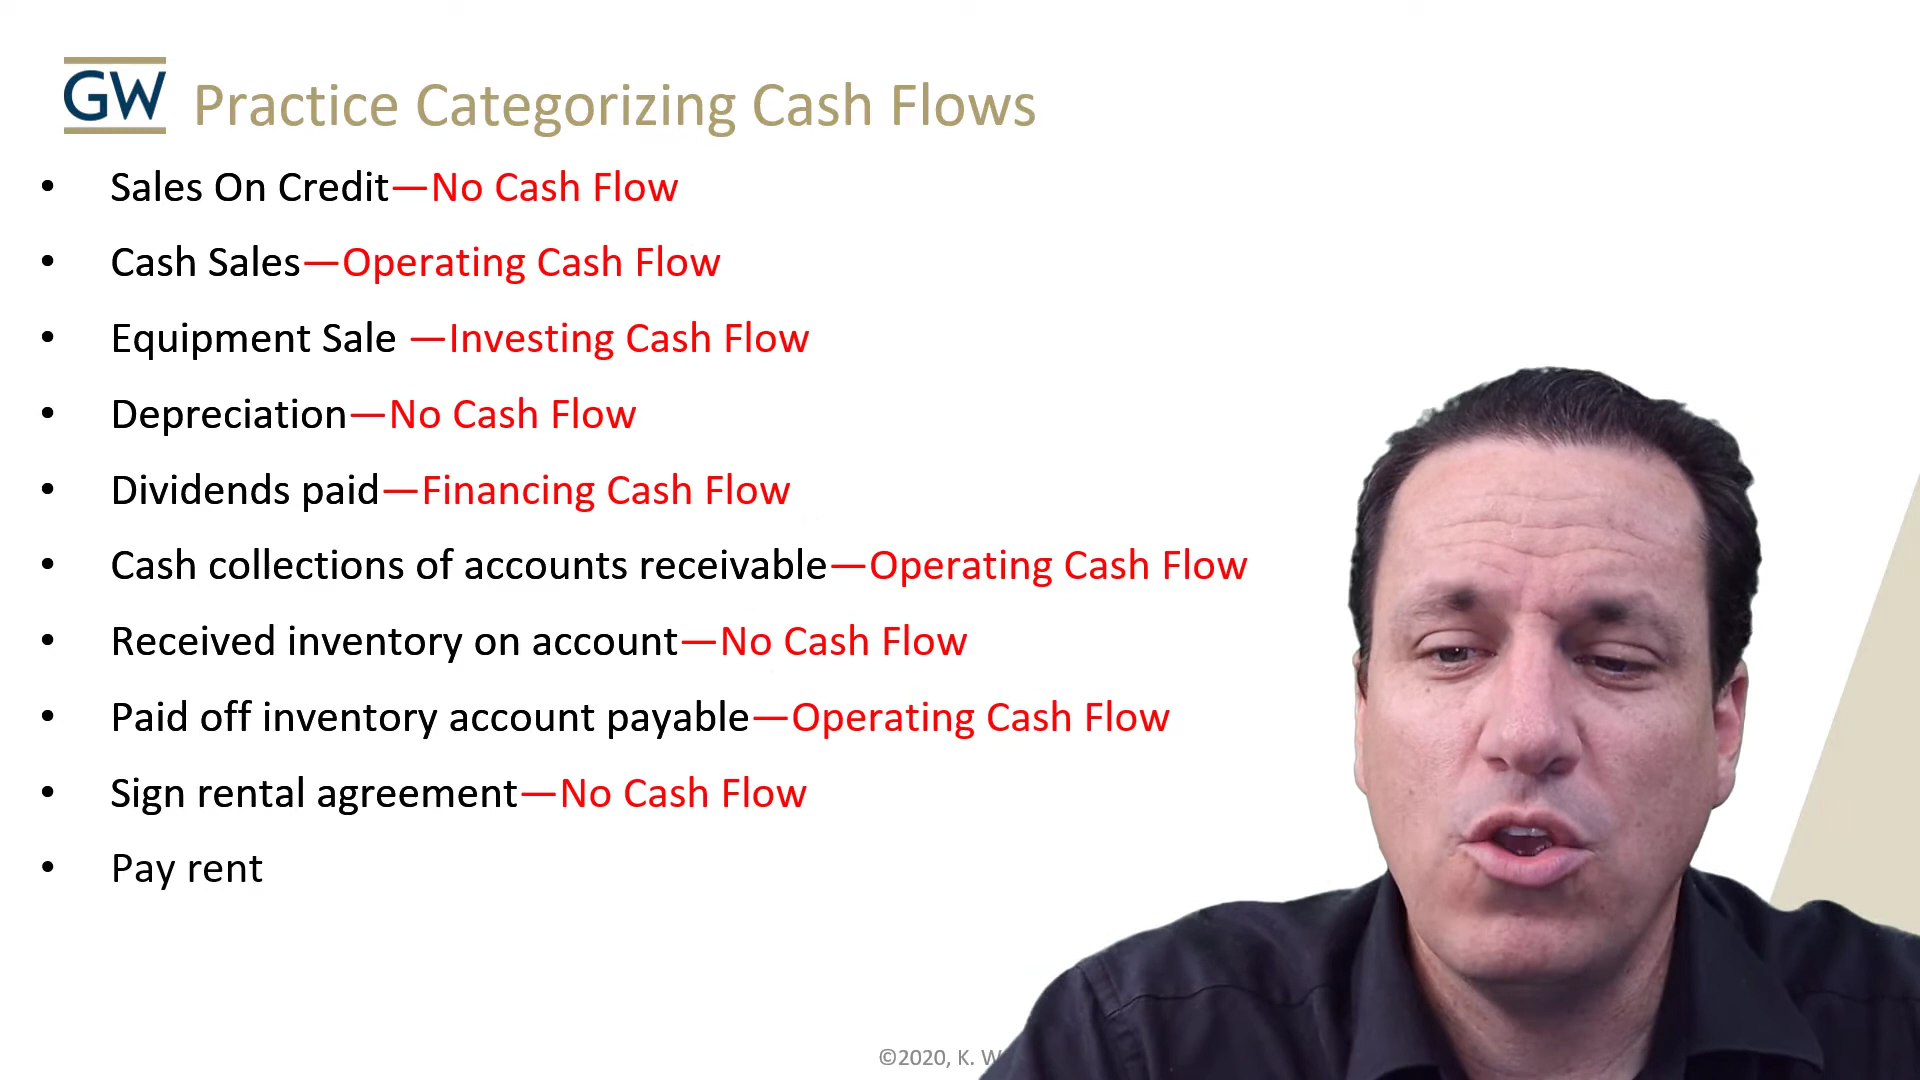 GW
Practice Categorizing Cash Flows
• Sales On Credit—No Cash Flow
• Cash Sales—Operating Cash Flow
• Equipment Sale —Investing Cash Flow
• Depreciation—No Cash Flow
• Dividends paid—Financing Cash Flow
• Cash collections of accounts receivable—Operating Cash Flow
• Received inventory on account—No Cash Flow
• Paid off inventory account payable—Operating Cash Flow
• Sign rental agreement—No Cash Flow
• Pay rent
©2020, K.